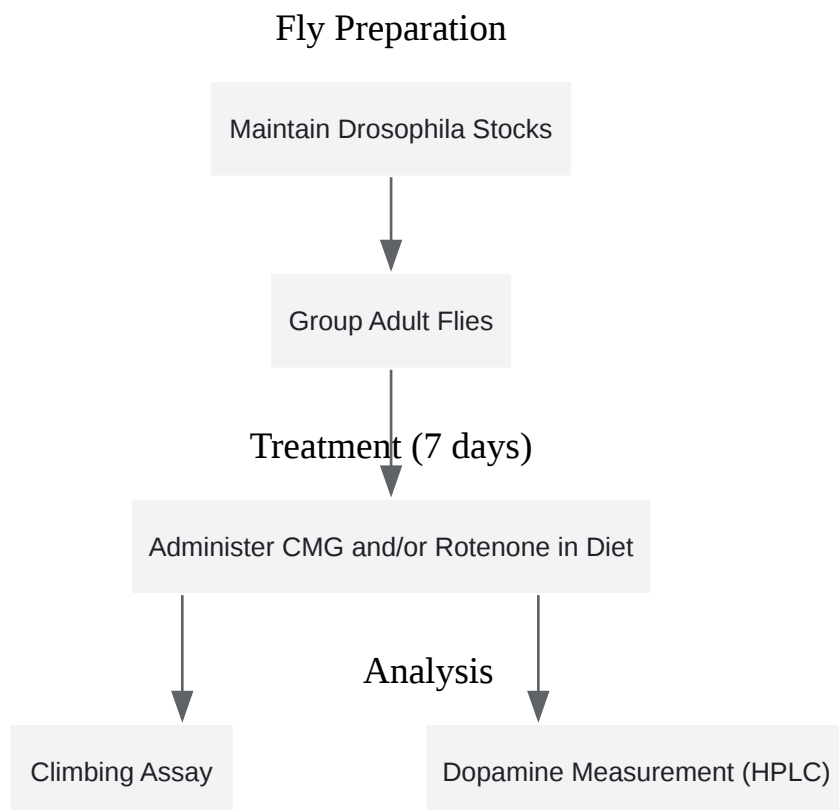 Fly Preparation
Maintain Drosophila Stocks
Group Adult Flies
Treatment (7 days)
Administer CMG and/or Rotenone in Diet
Analysis
Climbing Assay
Dopamine Measurement (HPLC)